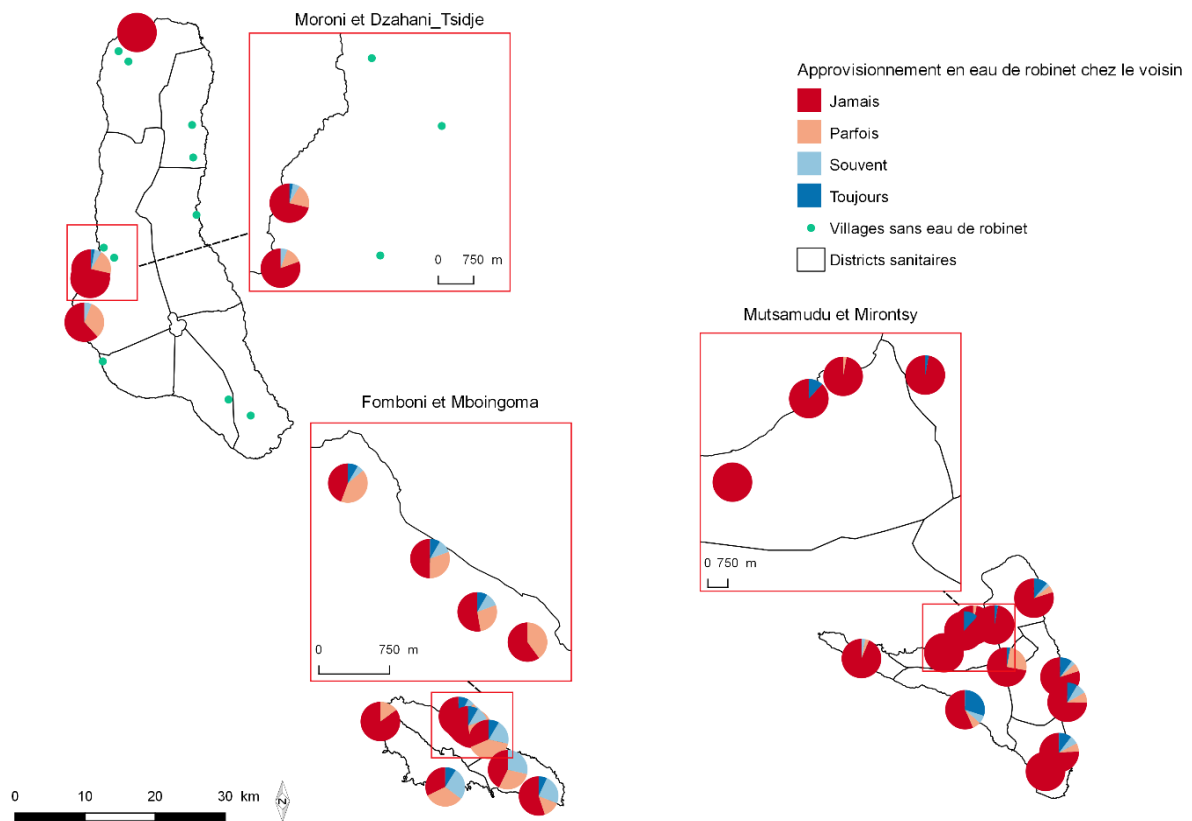 Moroni et Dzahani_Tsidje
0 750 m
Approvisionnement en eau de robinet chez le voisin
Jamais
Parfois
Souvent
Toujours
Villages sans eau de robinet
Districts sanitaires
Mutsamudu et Mirontsy
0 750 m
Fomboni et Mboingoma
0 750 m
0 10 20 30 km
N